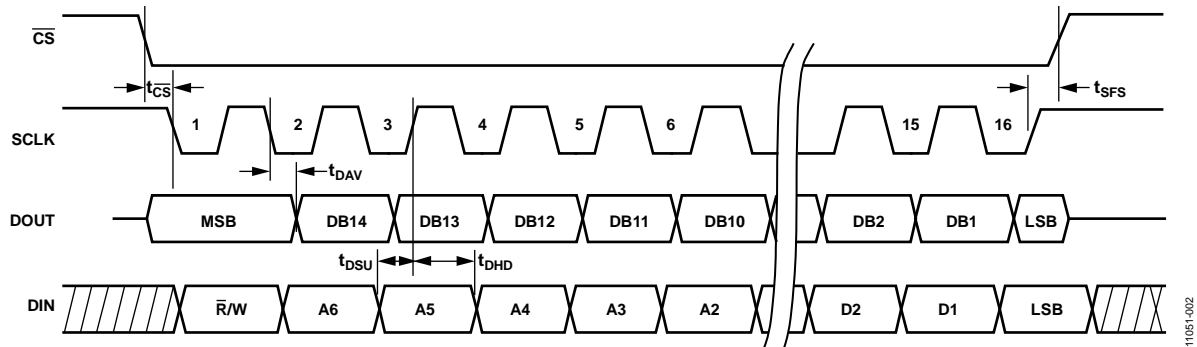 CS
tCS
tSFS
SCLK
1 2 3 4 5 6 15 16
tDAV
DOUT
MSB DB14 DB13 DB12 DB11 DB10 DB2 DB1 LSB
tDSU tDHD
DIN
R/W A6 A5 A4 A3 A2 D2 D1 LSB
11051-002